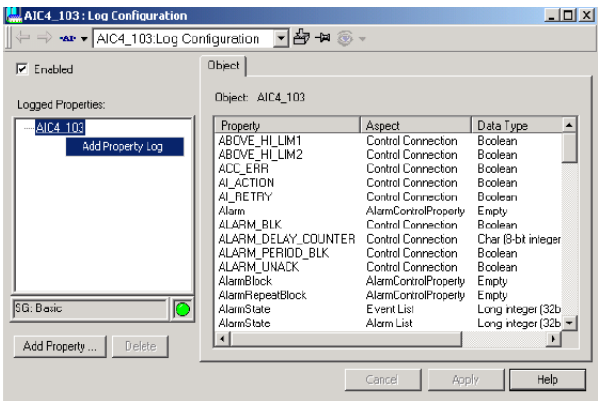 AIC4_103 : Log Configuration
AI AIC4_103:Log Configuration
Enabled
Logged Properties:
AIC4_103
Add Property Log
SG: Basic
Add Property ... Delete
Object
Object: AIC4_103
Property Aspect Data Type
ABOVE_HI_LIM1 Control Connection Boolean
ABOVE_HI_LIM2 Control Connection Boolean
ACC_ERR Control Connection Boolean
AI_ACTION Control Connection Boolean
AI_RETRY Control Connection Boolean
Alarm AlarmControlProperty Empty
ALARM_BLK Control Connection Boolean
ALARM_DELAY_COUNTER Control Connection Char (8-bit integer
ALARM_PERIOD_BLK Control Connection Boolean
ALARM_UNACK Control Connection Boolean
AlarmBlock AlarmControlProperty Empty
AlarmRepeatBlock AlarmControlProperty Empty
AlarmState Event List Long integer (32b
AlarmState Alarm List Long integer (32b
Cancel Apply Help